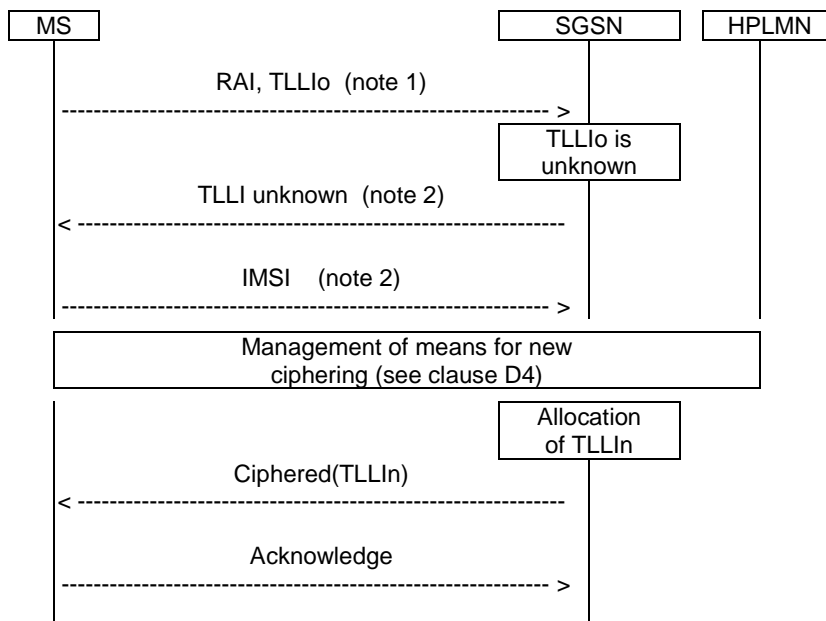 MS SGSN HPLMN
RAI, TLLIo (note 1)
TLLIo is
unknown
TLLI unknown (note 2)
IMSI (note 2)
Management of means for new
ciphering (see clause D4)
Allocation
of TLLIn
Ciphered(TLLIn)
Acknowledge